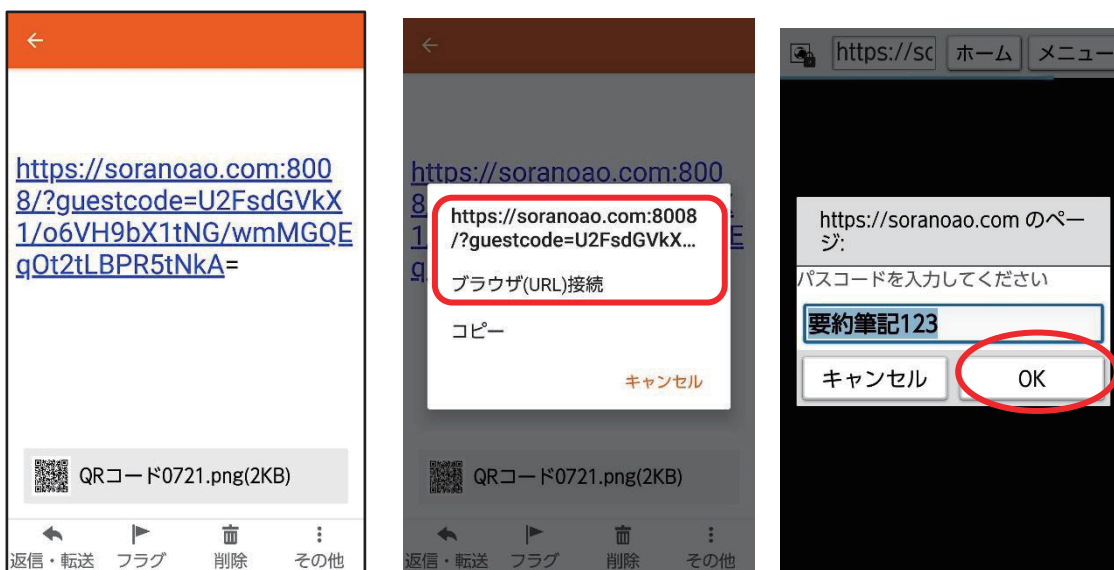 https://soranoao.com:800
8/?guestcode=U2FsdGVkX
1/o6VH9bX1tNG/wmMGQE
qOt2tLBPR5tNkA=
QRコード0721.png(2KB)
返信・転送 フラグ 削除 その他
https://soranoao.com:800
8
1 E
q
https://soranoao.com:8008
/?guestcode=U2FsdGVkX...
ブラウザ(URL)接続
コピー
キャンセル
QRコード0721.png(2KB)
返信・転送 フラグ 削除 その他
https://sc ホーム メニュー
https://soranoao.com のペー
ジ:
パスコードを入力してください
要約筆記123
キャンセル OK